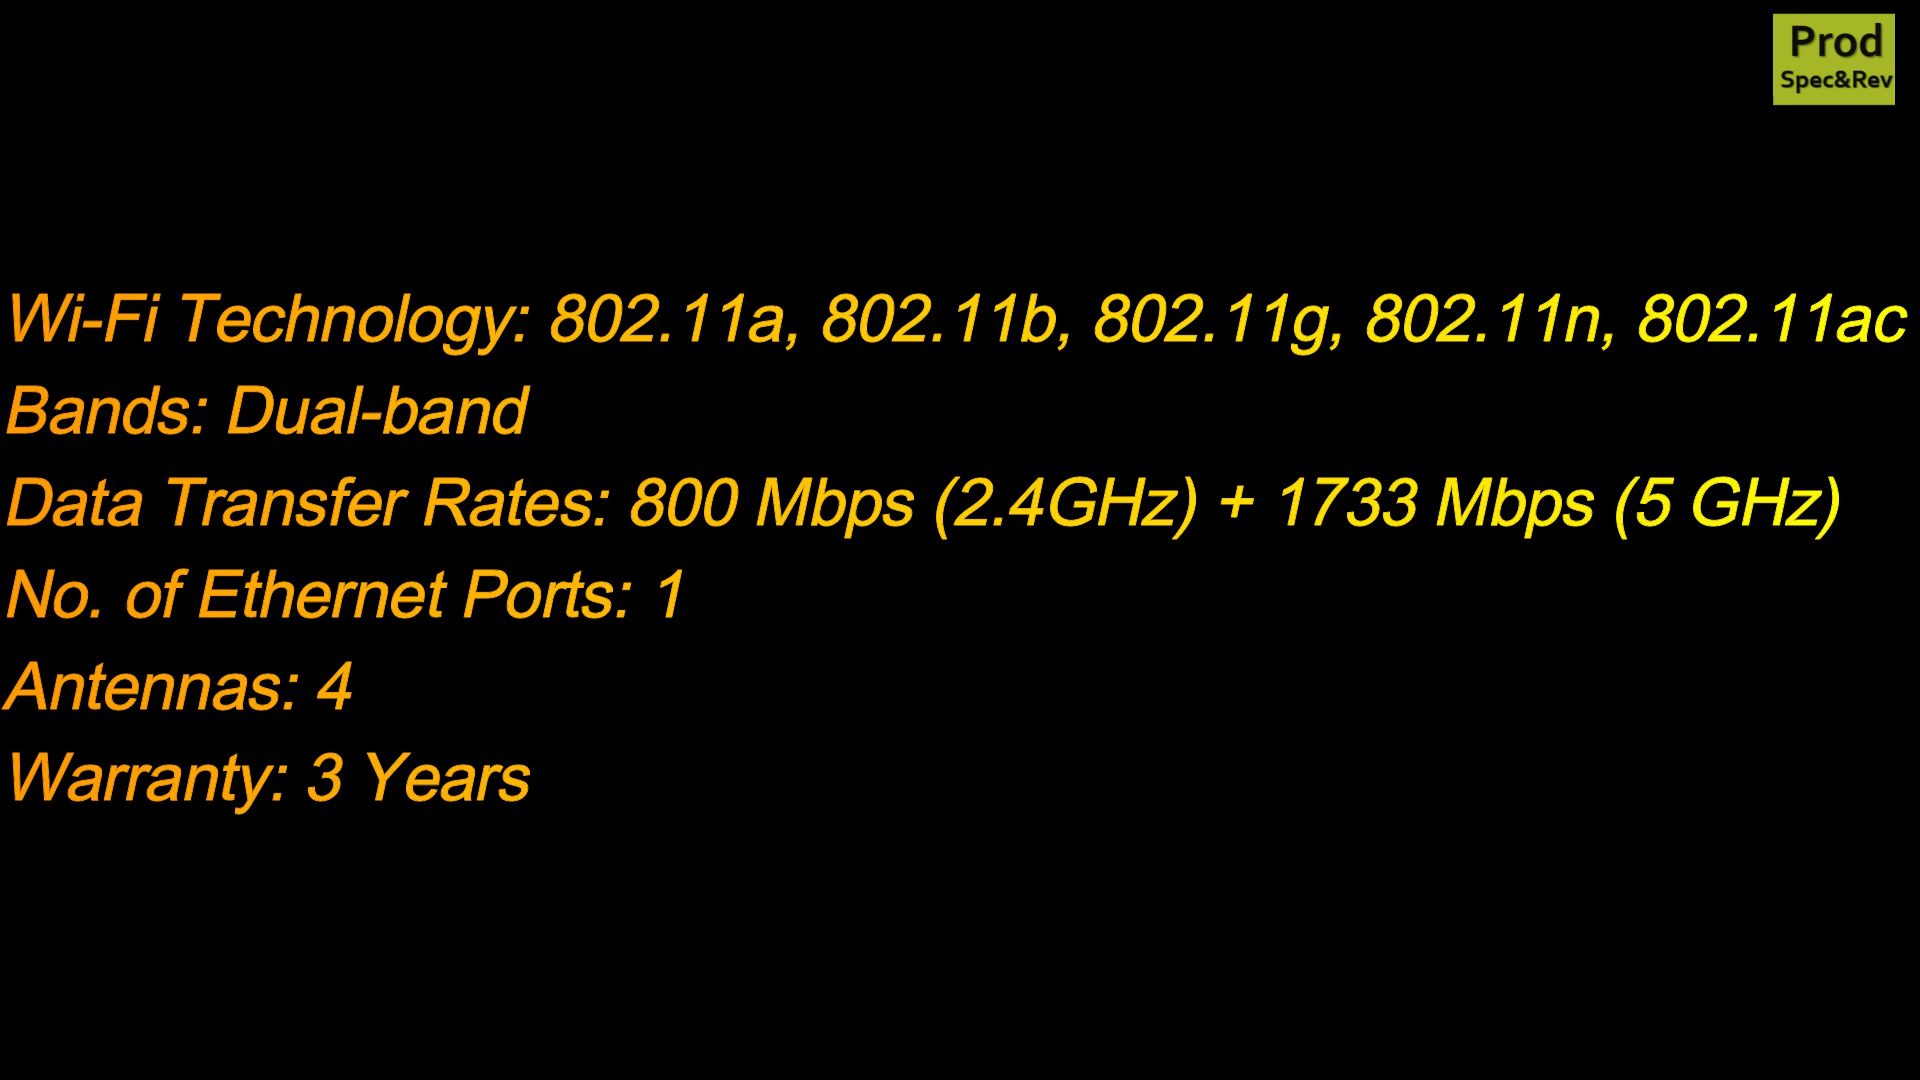 Prod
Spec&Rev
Wi-Fi Technology: 802.11a, 802.11b, 802.11g, 802.11n, 802.11ac
Bands: Dual-band
Data Transfer Rates: 800 Mbps (2.4GHz) + 1733 Mbps (5 GHz)
No. of Ethernet Ports: 1
Antennas: 4
Warranty: 3 Years